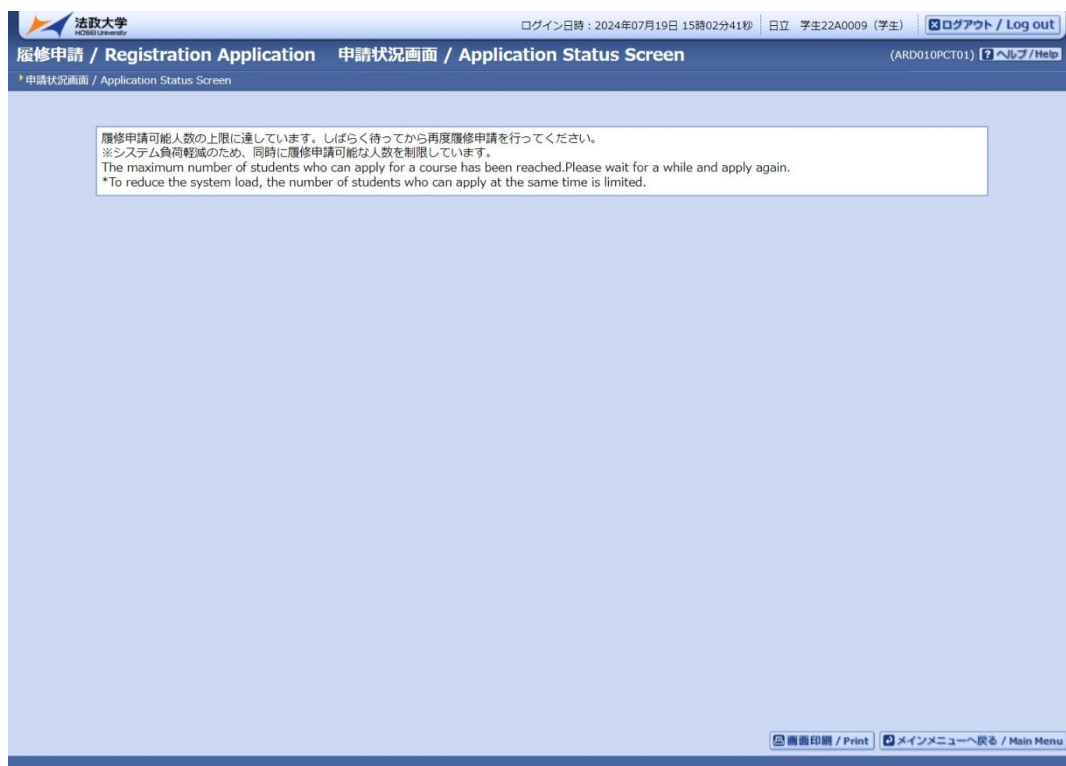 法政大学
HOSEI University
ログイン日時：2024年07月19日 15時02分41秒 日立 学生22A0009（学生） ログアウト / Log out
履修申請 / Registration Application 申請状況画面 / Application Status Screen (ARD010PCT01) ? ヘルプ/Help
申請状況画面 / Application Status Screen
履修申請可能人数の上限に達しています。しばらく待ってから再度履修申請を行ってください。
※システム負荷軽減のため、同時に履修申請可能な人数を制限しています。
The maximum number of students who can apply for a course has been reached.Please wait for a while and apply again.
*To reduce the system load, the number of students who can apply at the same time is limited.
画面印刷 / Print メインメニューへ戻る / Main Menu